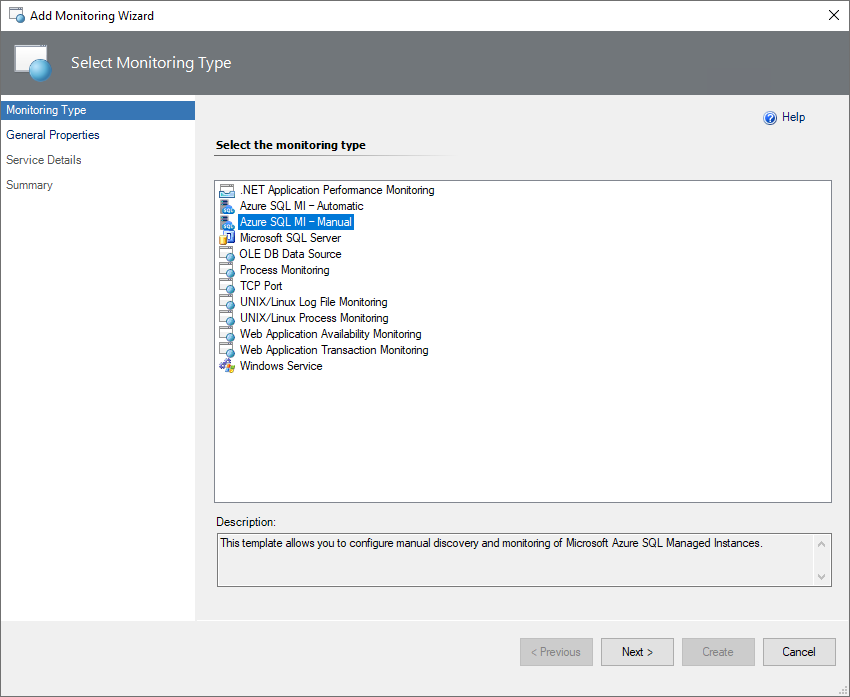 Add Monitoring Wizard
Select Monitoring Type
Monitoring Type
General Properties
Service Details
Summary
Help
Select the monitoring type
.NET Application Performance Monitoring
Azure SQL MI – Automatic
Azure SQL MI – Manual
Microsoft SQL Server
OLE DB Data Source
Process Monitoring
TCP Port
UNIX/Linux Log File Monitoring
UNIX/Linux Process Monitoring
Web Application Availability Monitoring
Web Application Transaction Monitoring
Windows Service
Description:
This template allows you to configure manual discovery and monitoring of Microsoft Azure SQL Managed Instances.
< Previous
Next >
Create
Cancel